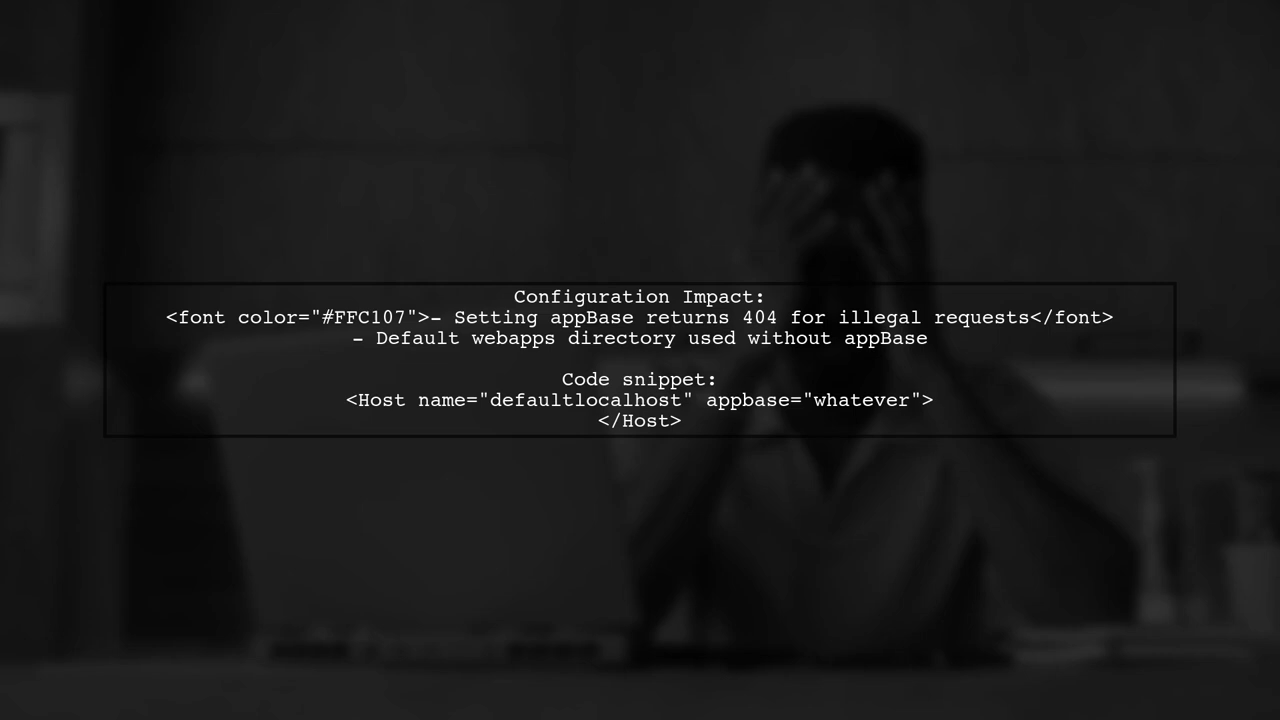 Configuration Impact:
<font color="#FFC107">- Setting appBase returns 404 for illegal requests</font>
- Default webapps directory used without appBase
Code snippet:
<Host name="defaultlocalhost" appbase="whatever">
</Host>